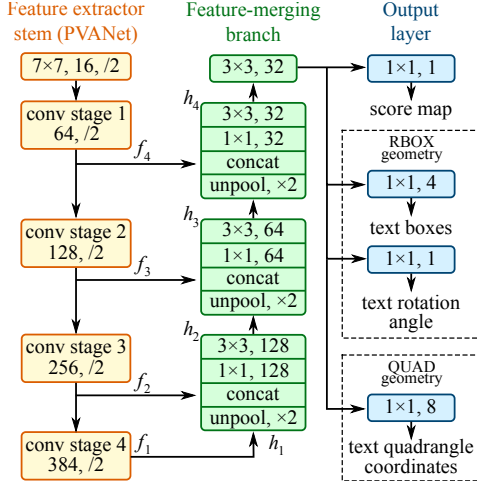 Feature extractor
stem (PVANet)
7×7, 16, /2
conv stage 1
64, /2
f4
conv stage 2
128, /2
f3
conv stage 3
256, /2
f2
conv stage 4
384, /2
f1
Feature-merging
branch
3×3, 32
h4
3×3, 32
1×1, 32
concat
unpool, ×2
h3
3×3, 64
1×1, 64
concat
unpool, ×2
h2
3×3, 128
1×1, 128
concat
unpool, ×2
h1
Output
layer
1×1, 1
score map
RBOX
geometry
1×1, 4
text boxes
1×1, 1
text rotation
angle
QUAD
geometry
1×1, 8
text quadrangle
coordinates